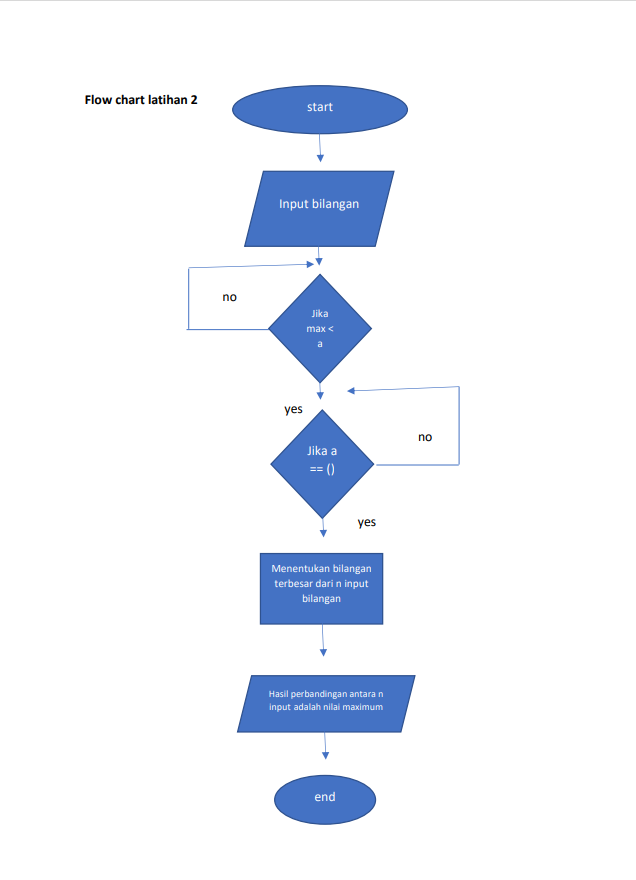 Flow chart latihan 2
start
Input bilangan
no
Jika
max <
a
yes
no
Jika a
== ()
yes
Menentukan bilangan
terbesar dari n input
bilangan
Hasil perbandingan antara n
input adalah nilai maximum
end